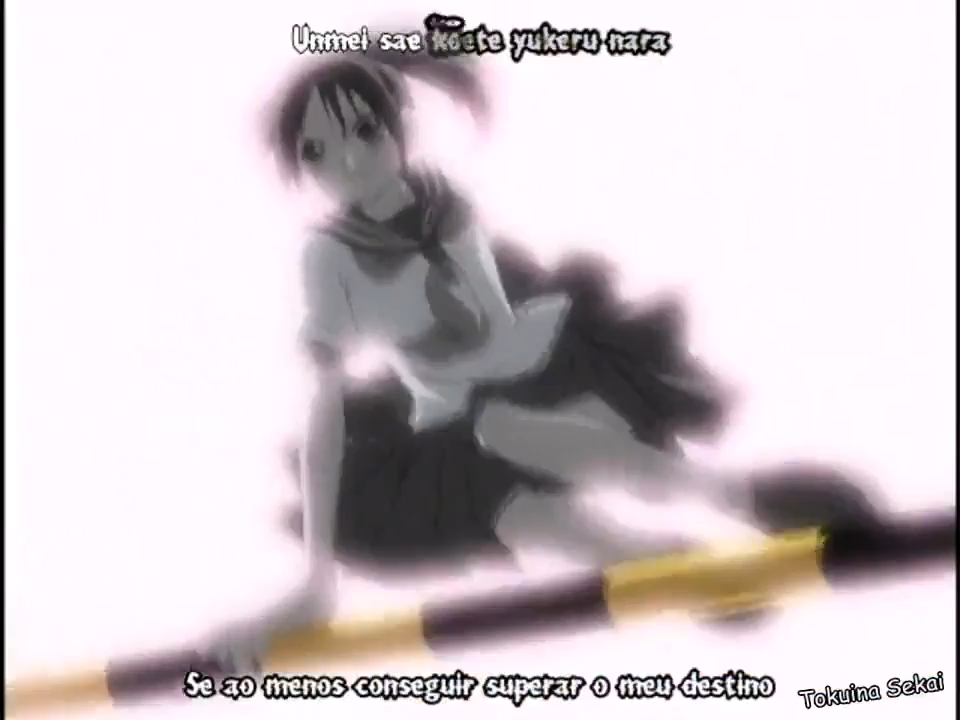 Unmei sae koete yukeru nara
Se ao menos conseguir superar o meu destino
Tokuina Sekai